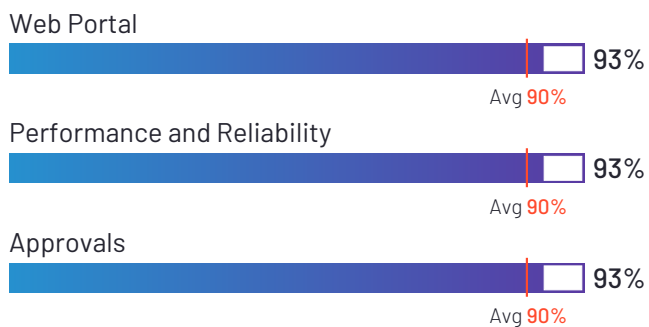 Web Portal
93%
Avg 90%
Performance and Reliability
93%
Avg 90%
Approvals
93%
Avg 90%